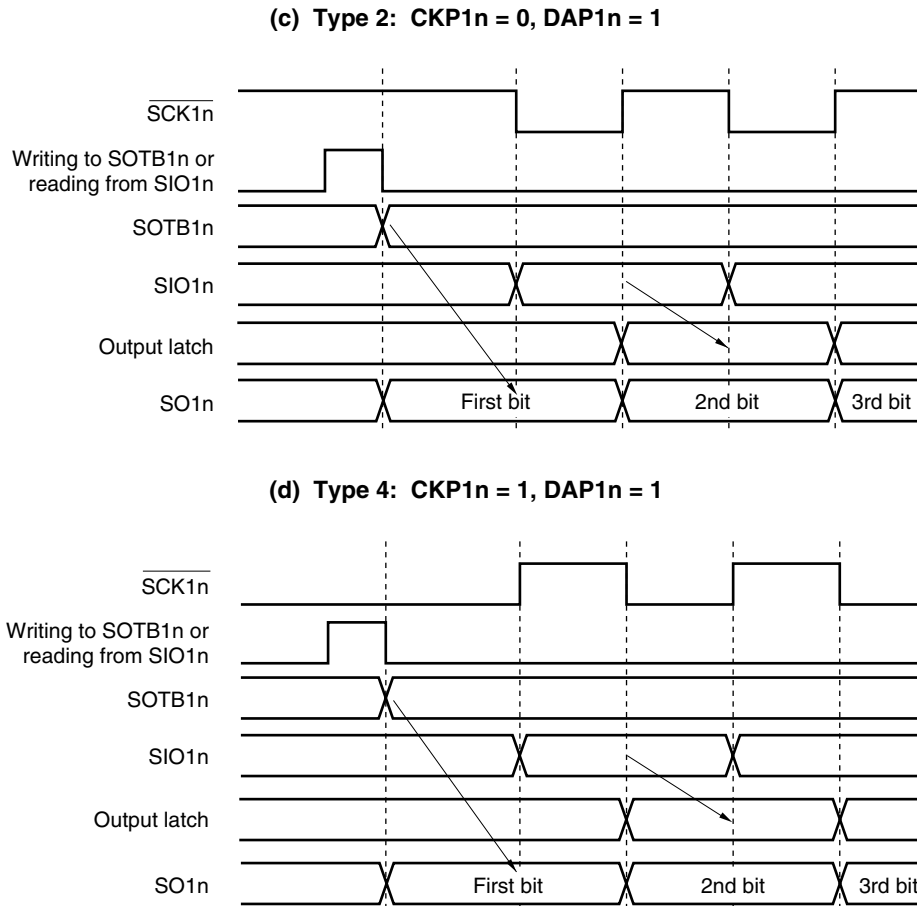 (c) Type 2: CKP1n = 0, DAP1n = 1
SCK1n
Writing to SOTB1n or
reading from SIO1n
SOTB1n
SIO1n
Output latch
SO1n
First bit
2nd bit
3rd bit
(d) Type 4: CKP1n = 1, DAP1n = 1
SCK1n
Writing to SOTB1n or
reading from SIO1n
SOTB1n
SIO1n
Output latch
SO1n
First bit
2nd bit
3rd bit